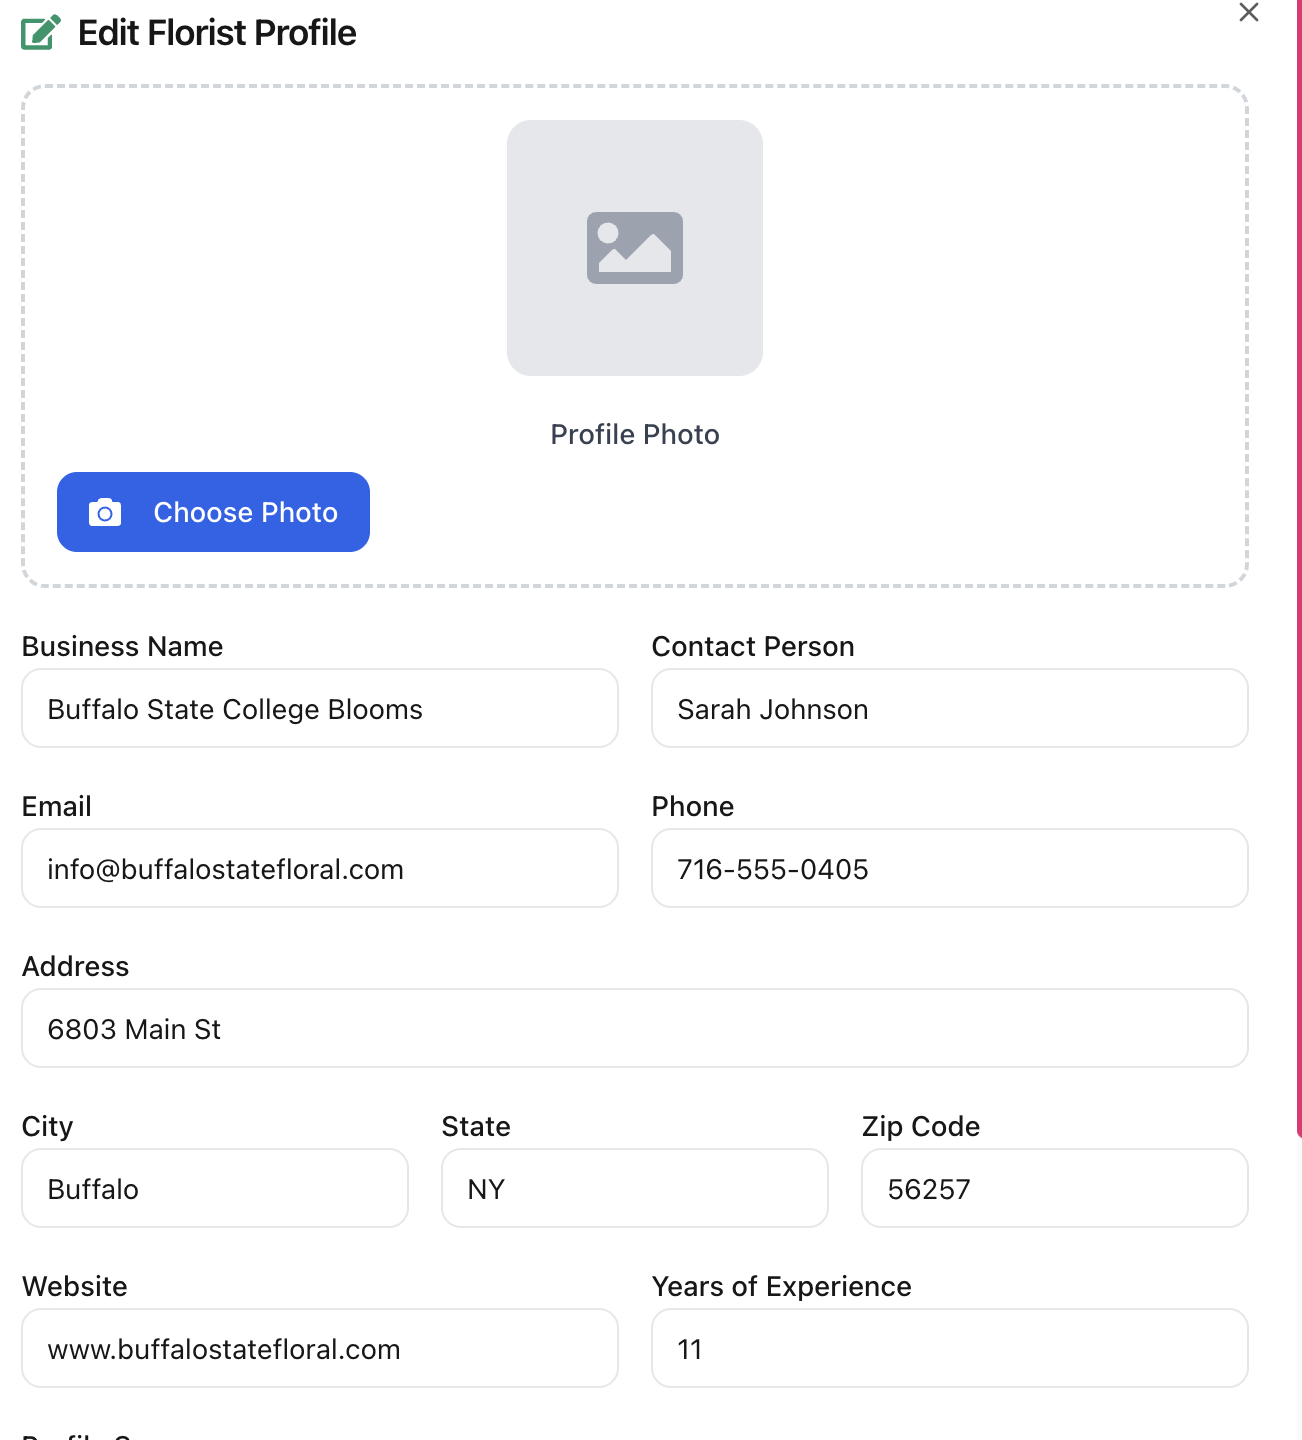 Edit Florist Profile
Profile Photo
Choose Photo
Business Name
Contact Person
Buffalo State College Blooms
Sarah Johnson
Email
Phone
info@buffalostatefloral.com
716-555-0405
Address
6803 Main St
City
State
Zip Code
Buffalo
NY
56257
Website
Years of Experience
www.buffalostatefloral.com
11